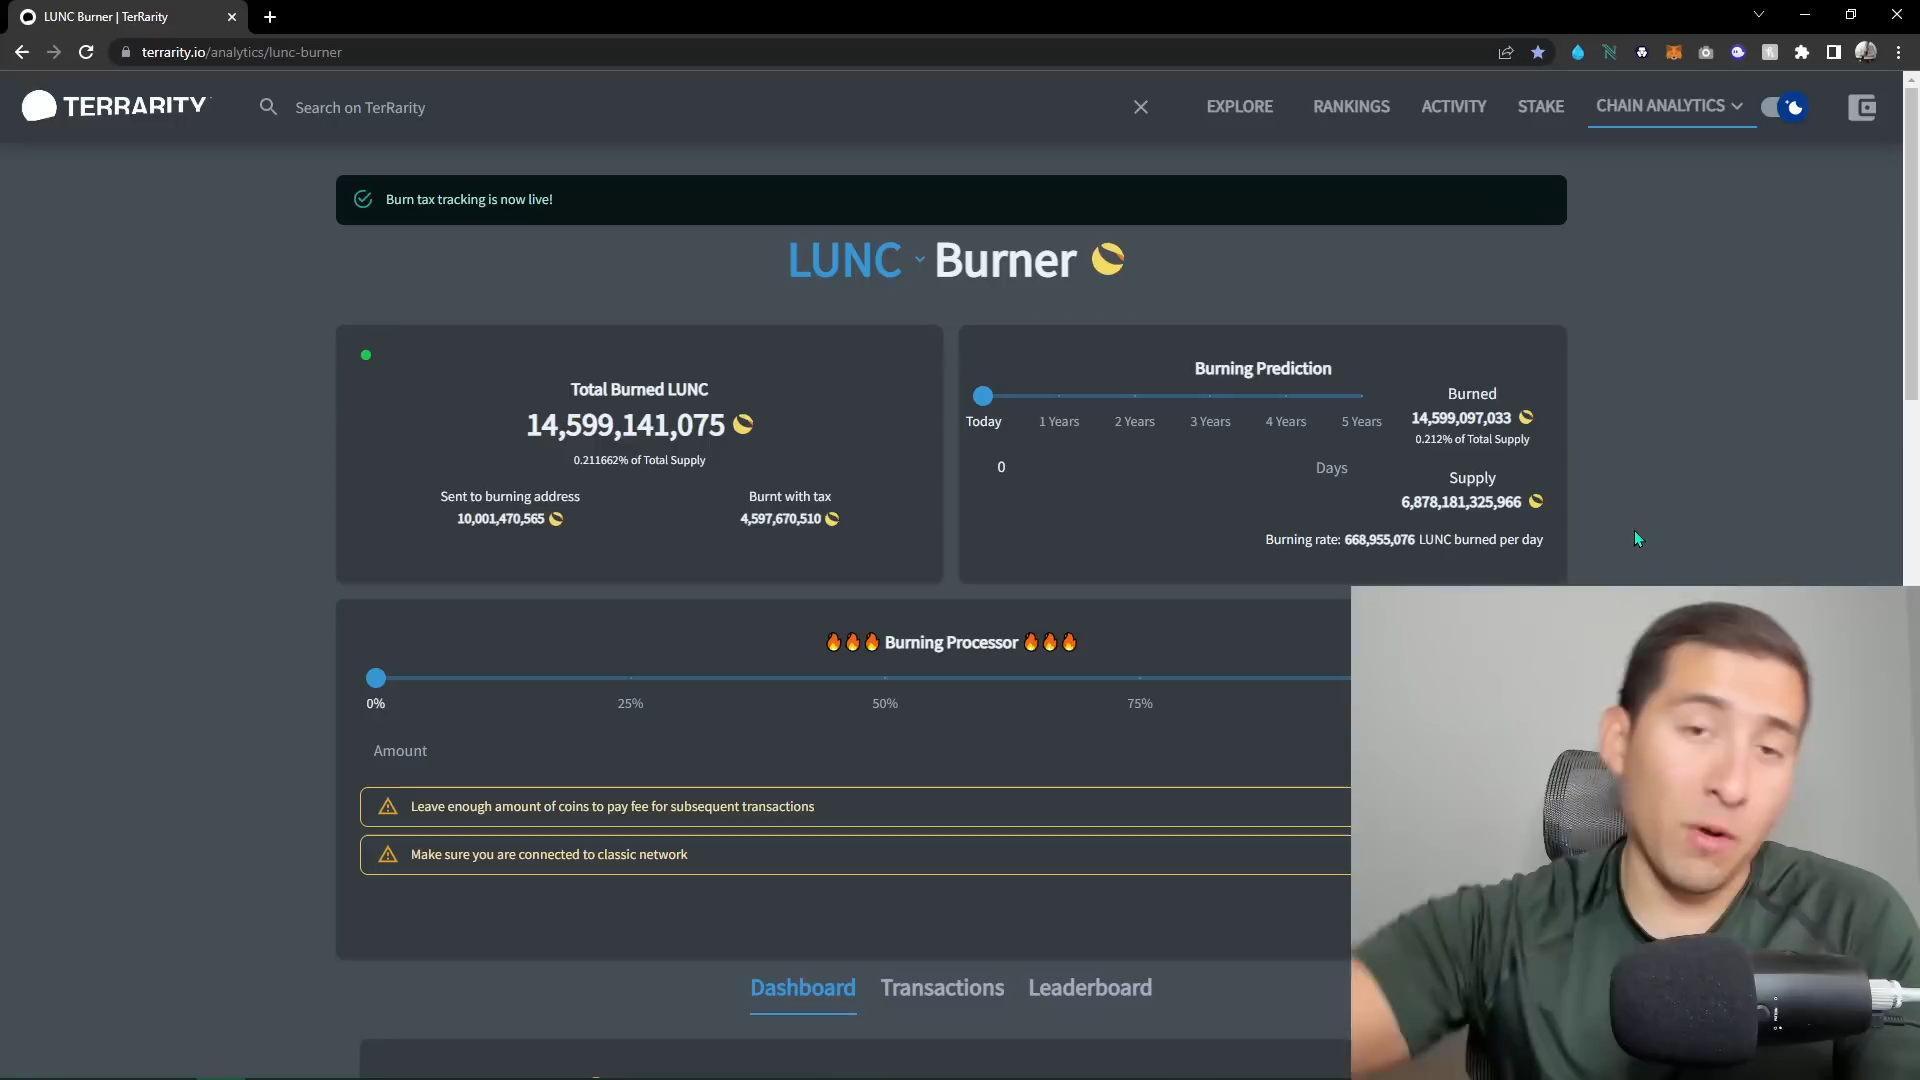 LUNC Burner | TerRarity
terrarity.io/analytics/lunc-burner
TERRARITY
Search on TerRarity
EXPLORE
RANKINGS
ACTIVITY
STAKE
CHAIN ANALYTICS
Burn tax tracking is now live!
LUNC Burner
Total Burned LUNC
14,599,141,075
0.211662% of Total Supply
Sent to burning address
10,001,470,565
Burnt with tax
4,597,670,510
Burning Prediction
Today
1 Years
2 Years
3 Years
4 Years
5 Years
0
Days
Burned
14,599,097,033
0.212% of Total Supply
Supply
6,878,181,325,966
Burning rate: 668,955,076 LUNC burned per day
Burning Processor
0%
25%
50%
75%
Amount
Leave enough amount of coins to pay fee for subsequent transactions
Make sure you are connected to classic network
Dashboard
Transactions
Leaderboard